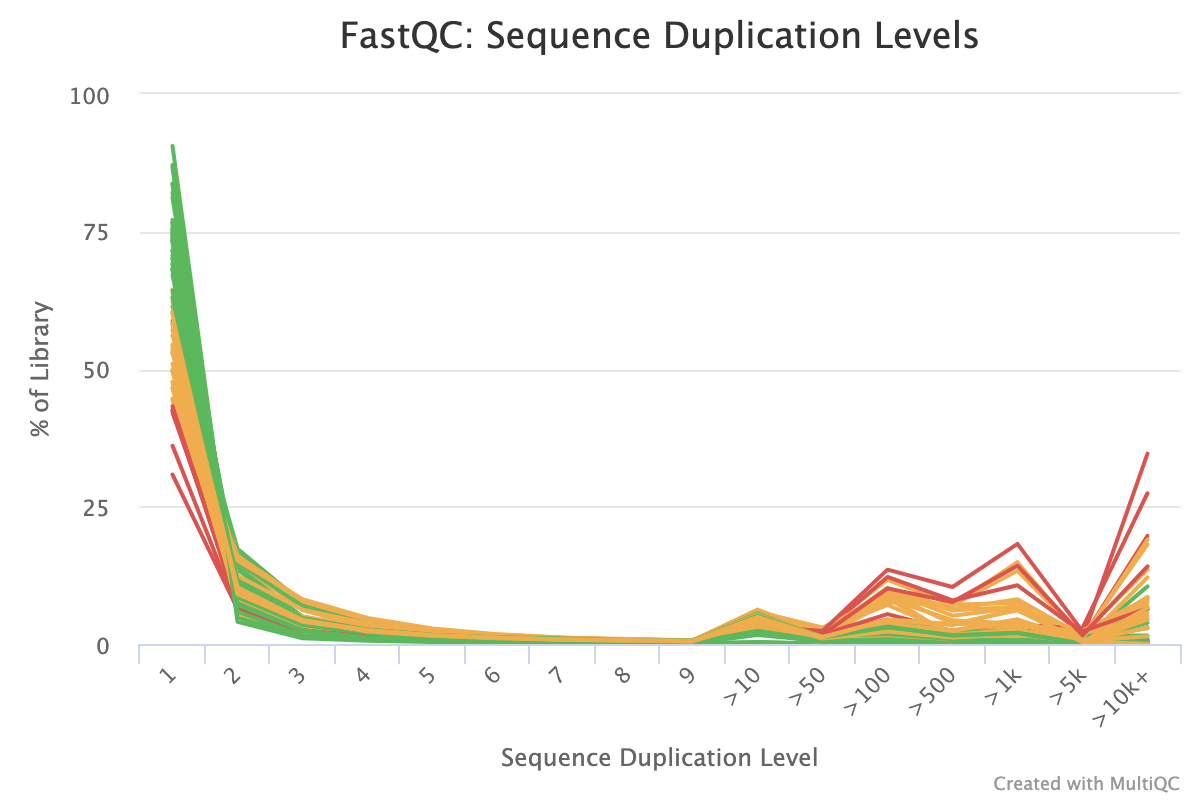 FastQC: Sequence Duplication Levels
100
75
50
25
0
% of Library
1 2 3 4 5 6 7 8 9 >10 >50 >100 >500 >1k >5k >10k+
Sequence Duplication Level
Created with MultiQC